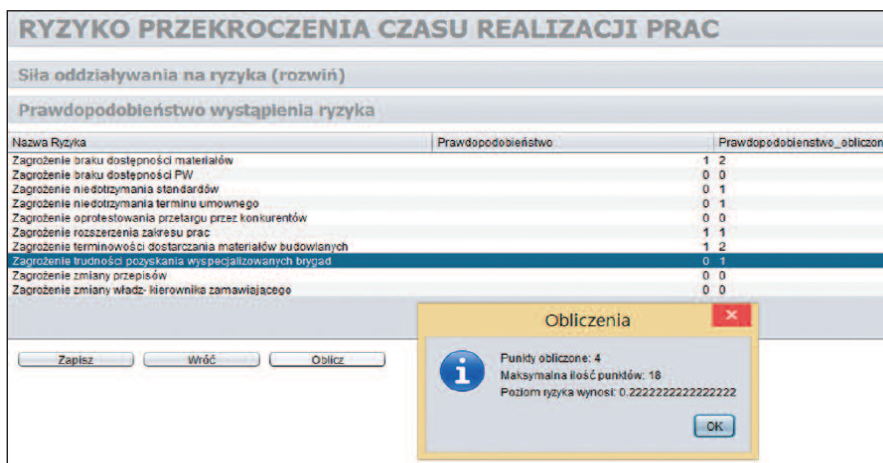 RYZYKO PRZEKROCZENIA CZASU REALIZACJI PRAC
Siła oddziaływania na ryzyka (rozwiń)
Prawdopodobieństwo wystąpienia ryzyka
Nazwa Ryzyka Prawdopodobieństwo Prawdopodobienstwo_obliczon
Zagrożenie braku dostępności materiałów 1 2
Zagrożenie braku dostępności PW 0 0
Zagrożenie niedotrzymania standardów 0 1
Zagrożenie niedotrzymania terminu umownego 0 1
Zagrożenie oprotestowania przetargu przez konkurentów 0 0
Zagrożenie rozszerzenia zakresu prac 1 1
Zagrożenie terminowości dostarczania materiałów budowlanych 1 2
Zagrożenie trudności pozyskania wyspecjalizowanych brygad 0 1
Zagrożenie zmiany przepisów 0 0
Zagrożenie zmiany władz- kierownika zamawiającego 0 0
Zapisz Wróć Oblicz
Obliczenia
Punkty obliczone: 4
Maksymalna ilość punktów: 18
Poziom ryzyka wynosi: 0.2222222222222222
OK